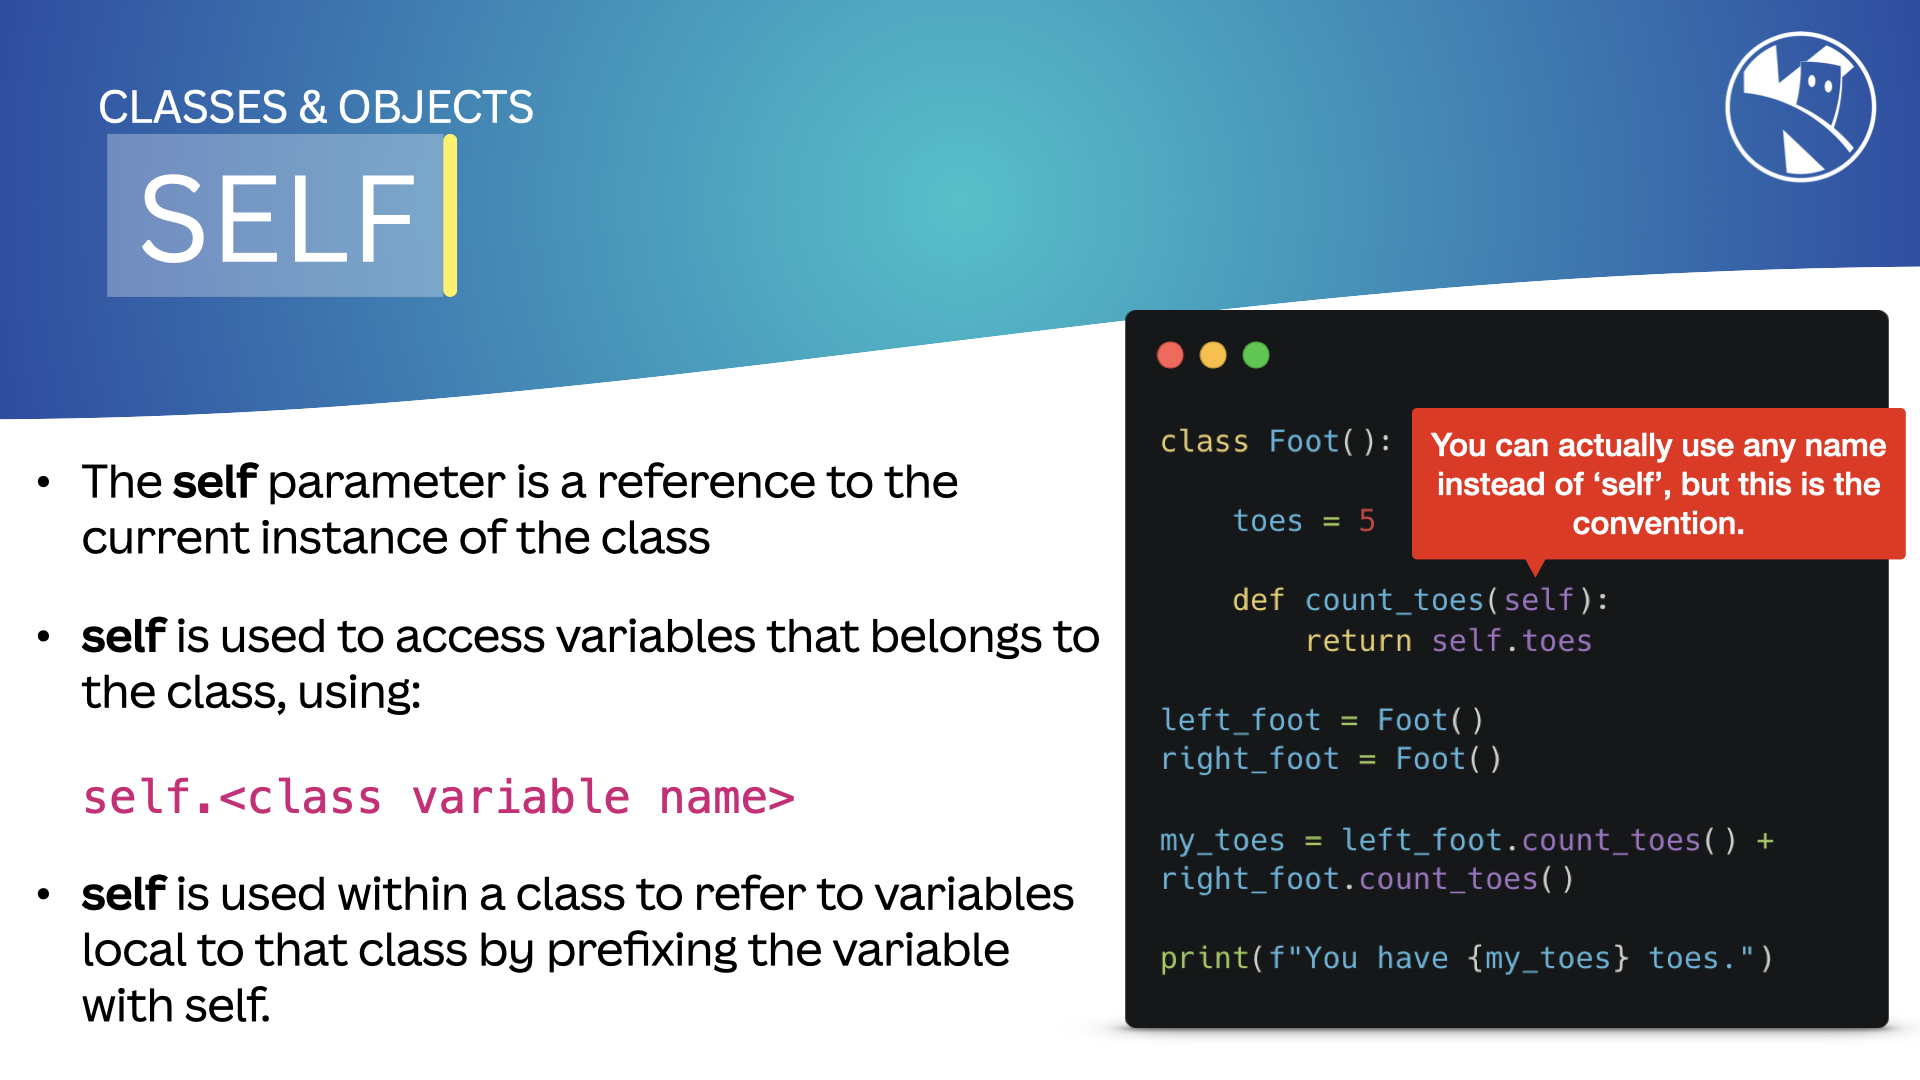 CLASSES & OBJECTS
SELF
• The self parameter is a reference to the
current instance of the class
• self is used to access variables that belongs to
the class, using:
self.<class variable name>
• self is used within a class to refer to variables
local to that class by prefixing the variable
with self.
class Foot():
You can actually use any name
instead of ‘self’, but this is the
convention.
    toes = 5
    def count_toes(self):
        return self.toes
left_foot = Foot()
right_foot = Foot()
my_toes = left_foot.count_toes() +
right_foot.count_toes()
print(f"You have {my_toes} toes.")